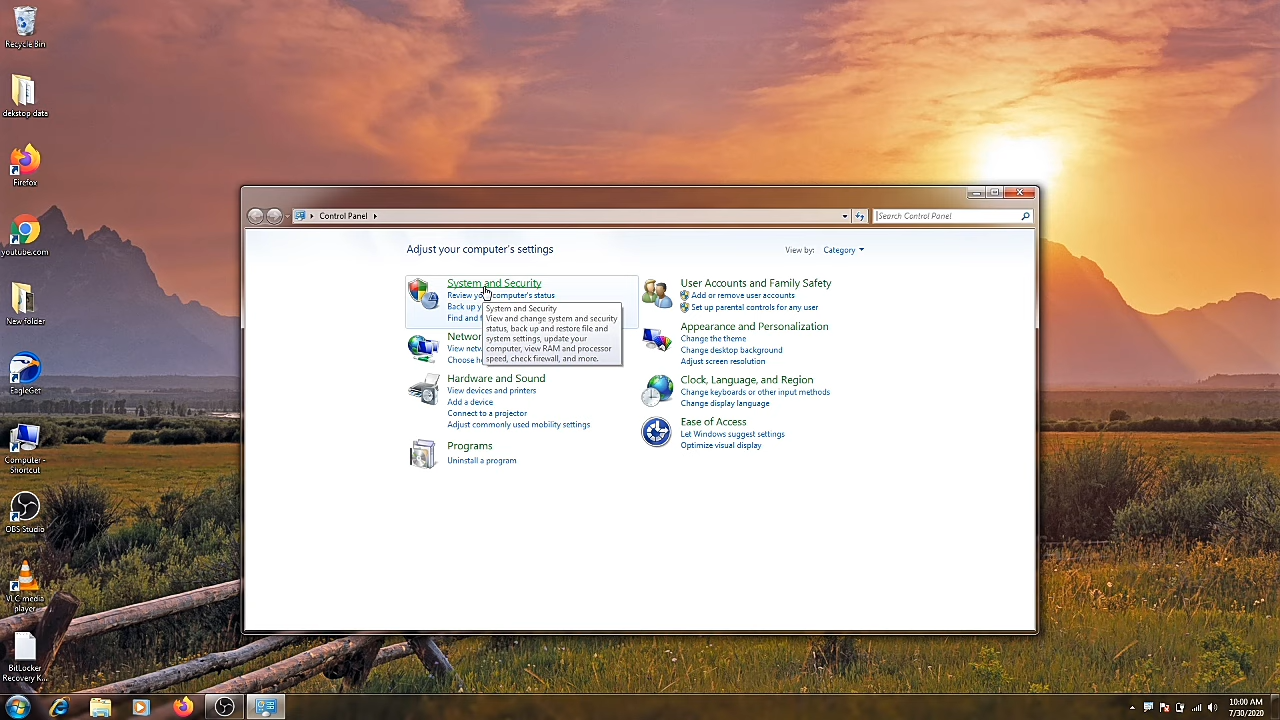 Recycle Bin
dekstop data
Firefox
youtube.com
New folder
EagleGet
Computer -
Shortcut
OBS Studio
VLC media
player
BitLocker
Recovery K...
Control Panel
Search Control Panel
Adjust your computer's settings
View by: Category
System and Security
Review your computer's status
Back up y
Find and f
System and Security
View and change system and security
status, back up and restore file and
system settings, update your
computer, view RAM and processor
speed, check firewall, and more.
Networ
View netw
Choose h
Hardware and Sound
View devices and printers
Add a device
Connect to a projector
Adjust commonly used mobility settings
Programs
Uninstall a program
User Accounts and Family Safety
Add or remove user accounts
Set up parental controls for any user
Appearance and Personalization
Change the theme
Change desktop background
Adjust screen resolution
Clock, Language, and Region
Change keyboards or other input methods
Change display language
Ease of Access
Let Windows suggest settings
Optimize visual display
10:00 AM
7/30/2020